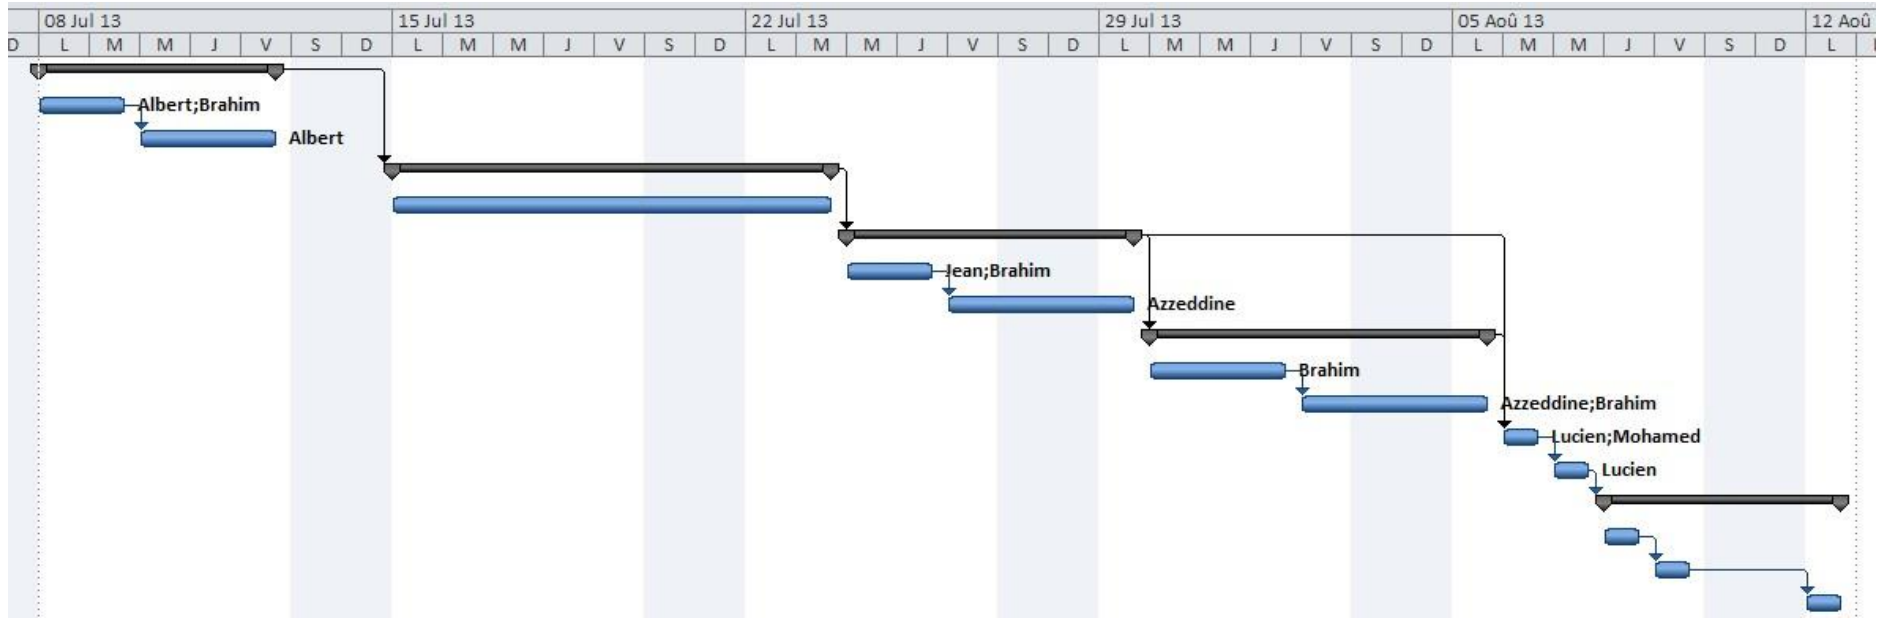 08 Jul 13 15 Jul 13 22 Jul 13 29 Jul 13 05 Aoû 13 12 Aoû
D L M M J V S D L M M J V S D L M M J V S D L M M J V S D L M M J V S D L
Albert;Brahim
Albert
Jean;Brahim
Azzeddine
Brahim
Azzeddine;Brahim
Lucien;Mohamed
Lucien